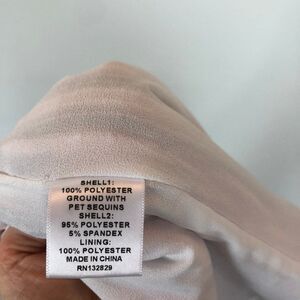 SHELL1:
100% POLYESTER
GROUND WITH
PET SEQUINS
SHELL2:
95% POLYESTER
5% SPANDEX
LINING:
100% POLYESTER
MADE IN CHINA
RN132829